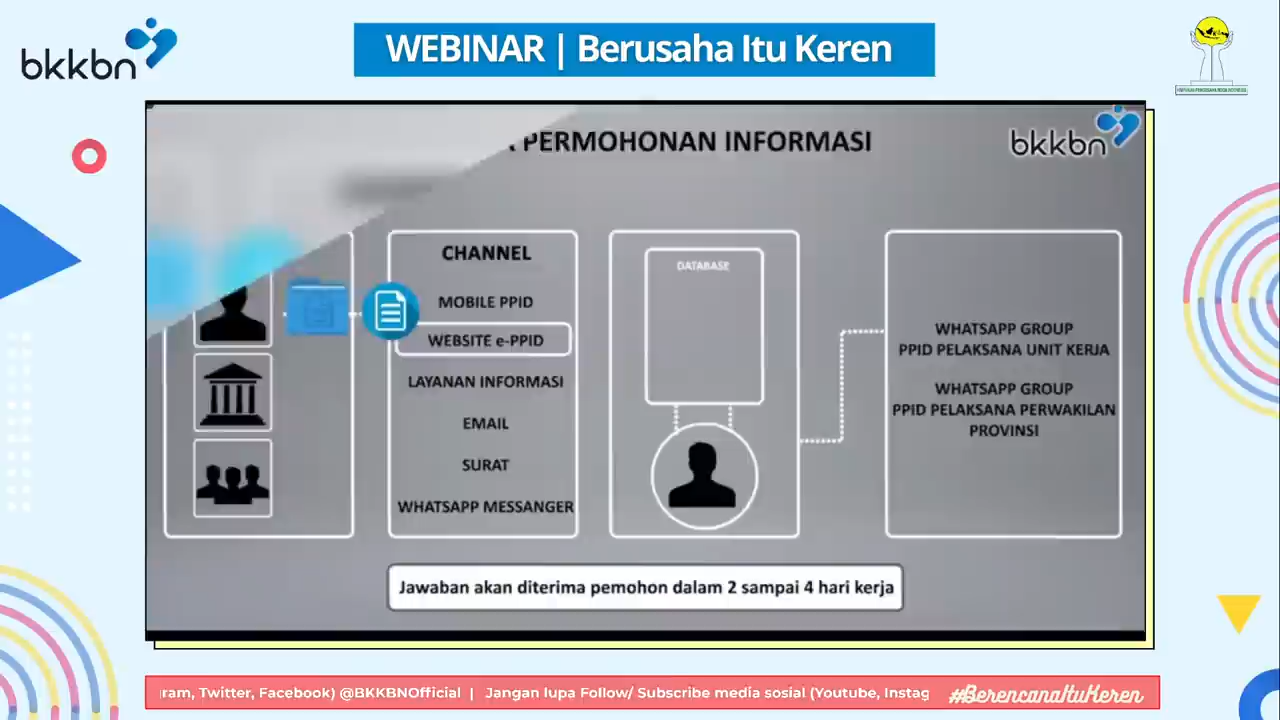 bkkbn
WEBINAR | Berusaha Itu Keren
PERMOHONAN INFORMASI
bkkbn
CHANNEL
MOBILE PPID
WEBSITE e-PPID
LAYANAN INFORMASI
EMAIL
SURAT
WHATSAPP MESSANGER
DATABASE
WHATSAPP GROUP
PPID PELAKSANA UNIT KERJA
WHATSAPP GROUP
PPID PELAKSANA PERWAKILAN
PROVINSI
Jawaban akan diterima pemohon dalam 2 sampai 4 hari kerja
ram, Twitter, Facebook) @BKKBNOfficial | Jangan lupa Follow/ Subscribe media sosial (Youtube, Instag
#BerencanaItuKeren